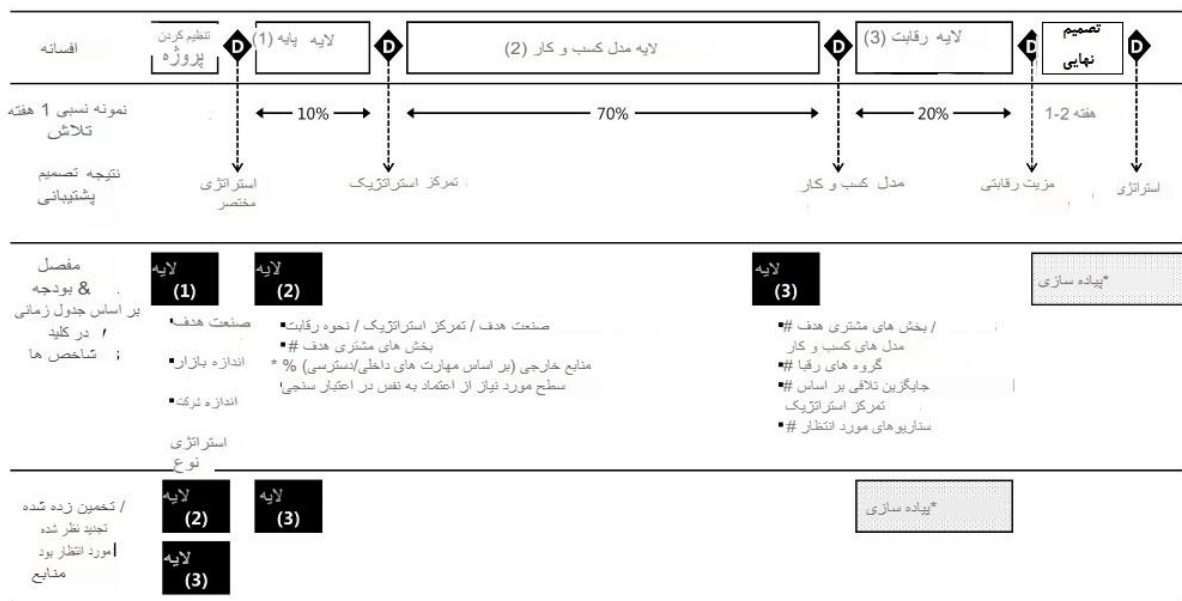 افسانه
تنظیم کردن
پروژه
D
لایه پایه (1)
D
لایه مدل کسب و کار (2)
D
لایه رقابت (3)
D
تصمیم
نهایی
D
نمونه نسبی 1 هفته
تلاش
10%
70%
20%
هفته 2-1
نتیجه تصمیم
پشتیبانی
استراتژی
مختصر
تمرکز استراتژیک
مدل کسب و کار
مزیت رقابتی
استراتژی
مفصل
& بودجه
بر اساس جدول زمانی
در کلید
شاخص ها
لایه
(1)
صنعت هدف
اندازه بازار
اندازه شرکت
استراتژی
نوع
لایه
(2)
صنعت هدف / تمرکز استراتژیک / نحوه رقابت
بخش های مشتری هدف #
منابع خارجی (بر اساس مهارت های داخلی/دسترسی) % *
سطح مورد نیاز از اعتماد به نفس در اعتبار سنجی
لایه
(3)
/ بخش های مشتری هدف #
مدل های کسب و کار
گروه های رقبا #
جایگزین تلافی بر اساس #
تمرکز استراتژیک
سناریوهای مورد انتظار #
*پیاده سازی
/ تخمین زده شده
تجدید نظر شده
مورد انتظار بود
منابع
لایه
(2)
لایه
(3)
لایه
(3)
*پیاده سازی